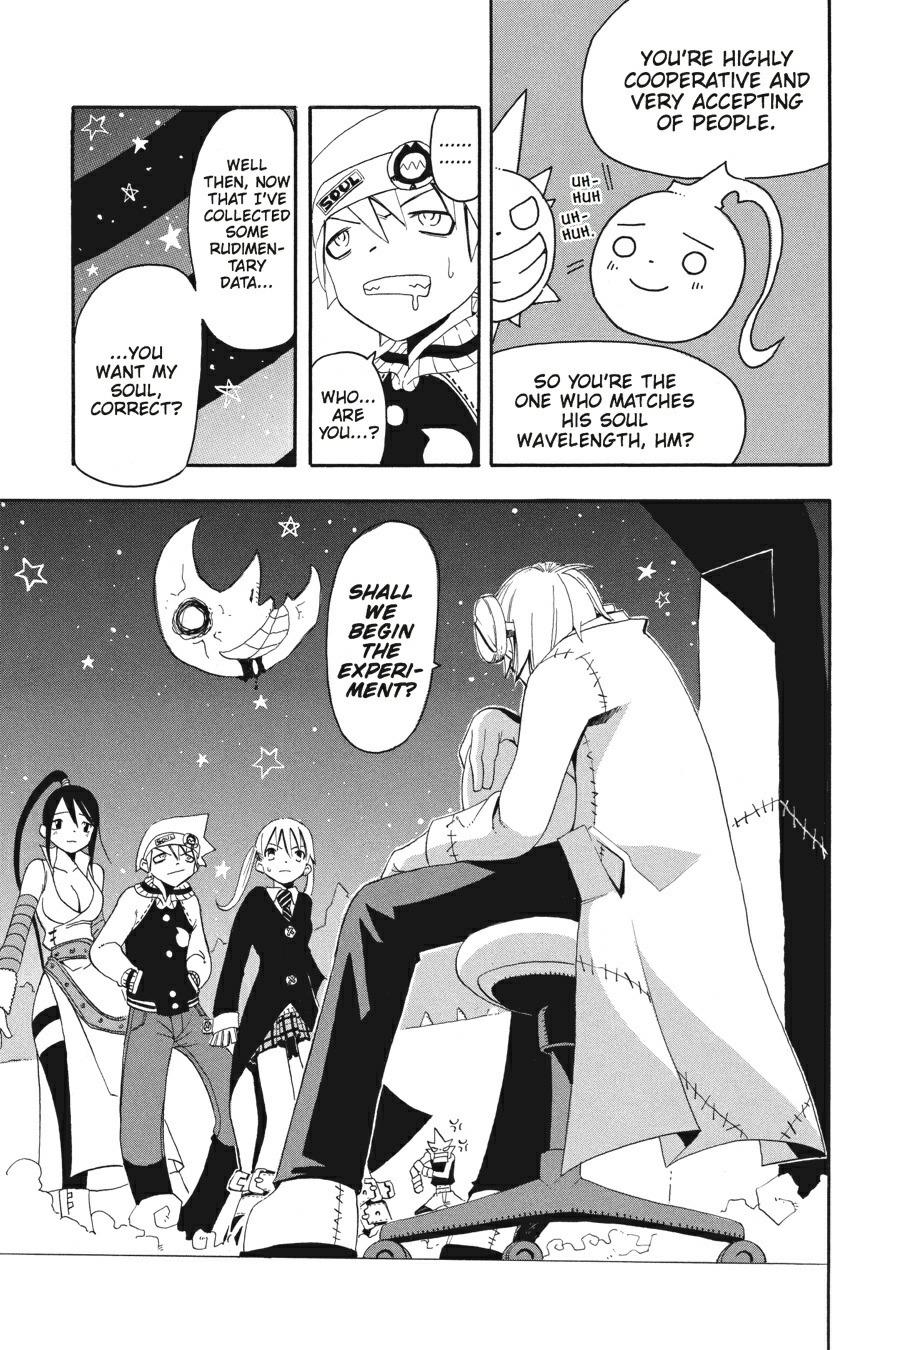 YOU'RE HIGHLY
COOPERATIVE AND
VERY ACCEPTING
OF PEOPLE.
UH-
HUH
UH-
HUH.
SO YOU'RE THE
ONE WHO MATCHES
HIS SOUL
WAVELENGTH, HM?
......
......
SOUL
WHO...
ARE
YOU...?
WELL
THEN, NOW
THAT I'VE
COLLECTED
SOME
RUDIMEN-
TARY
DATA...
...YOU
WANT MY
SOUL,
CORRECT?
SHALL
WE
BEGIN
THE
EXPERI-
MENT?
SOUL